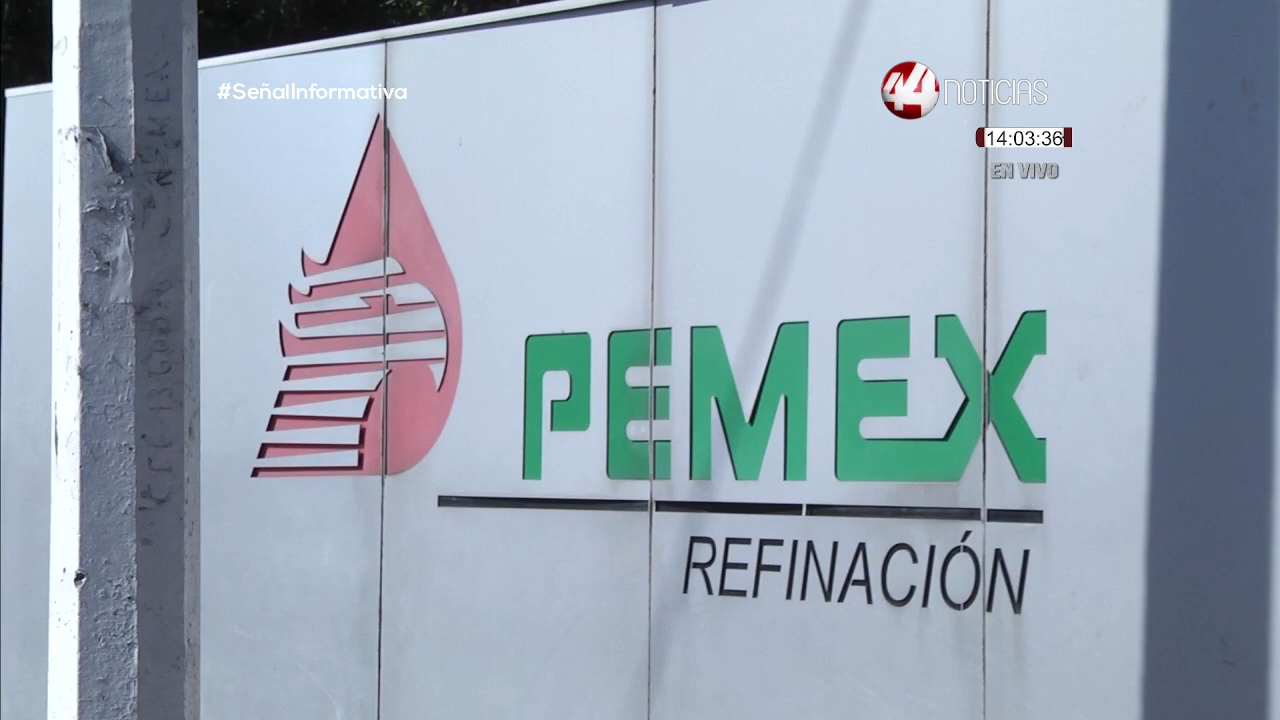 #SeñalInformativa
44 NOTICIAS
14:03:36
EN VIVO
PEMEX
REFINACIÓN